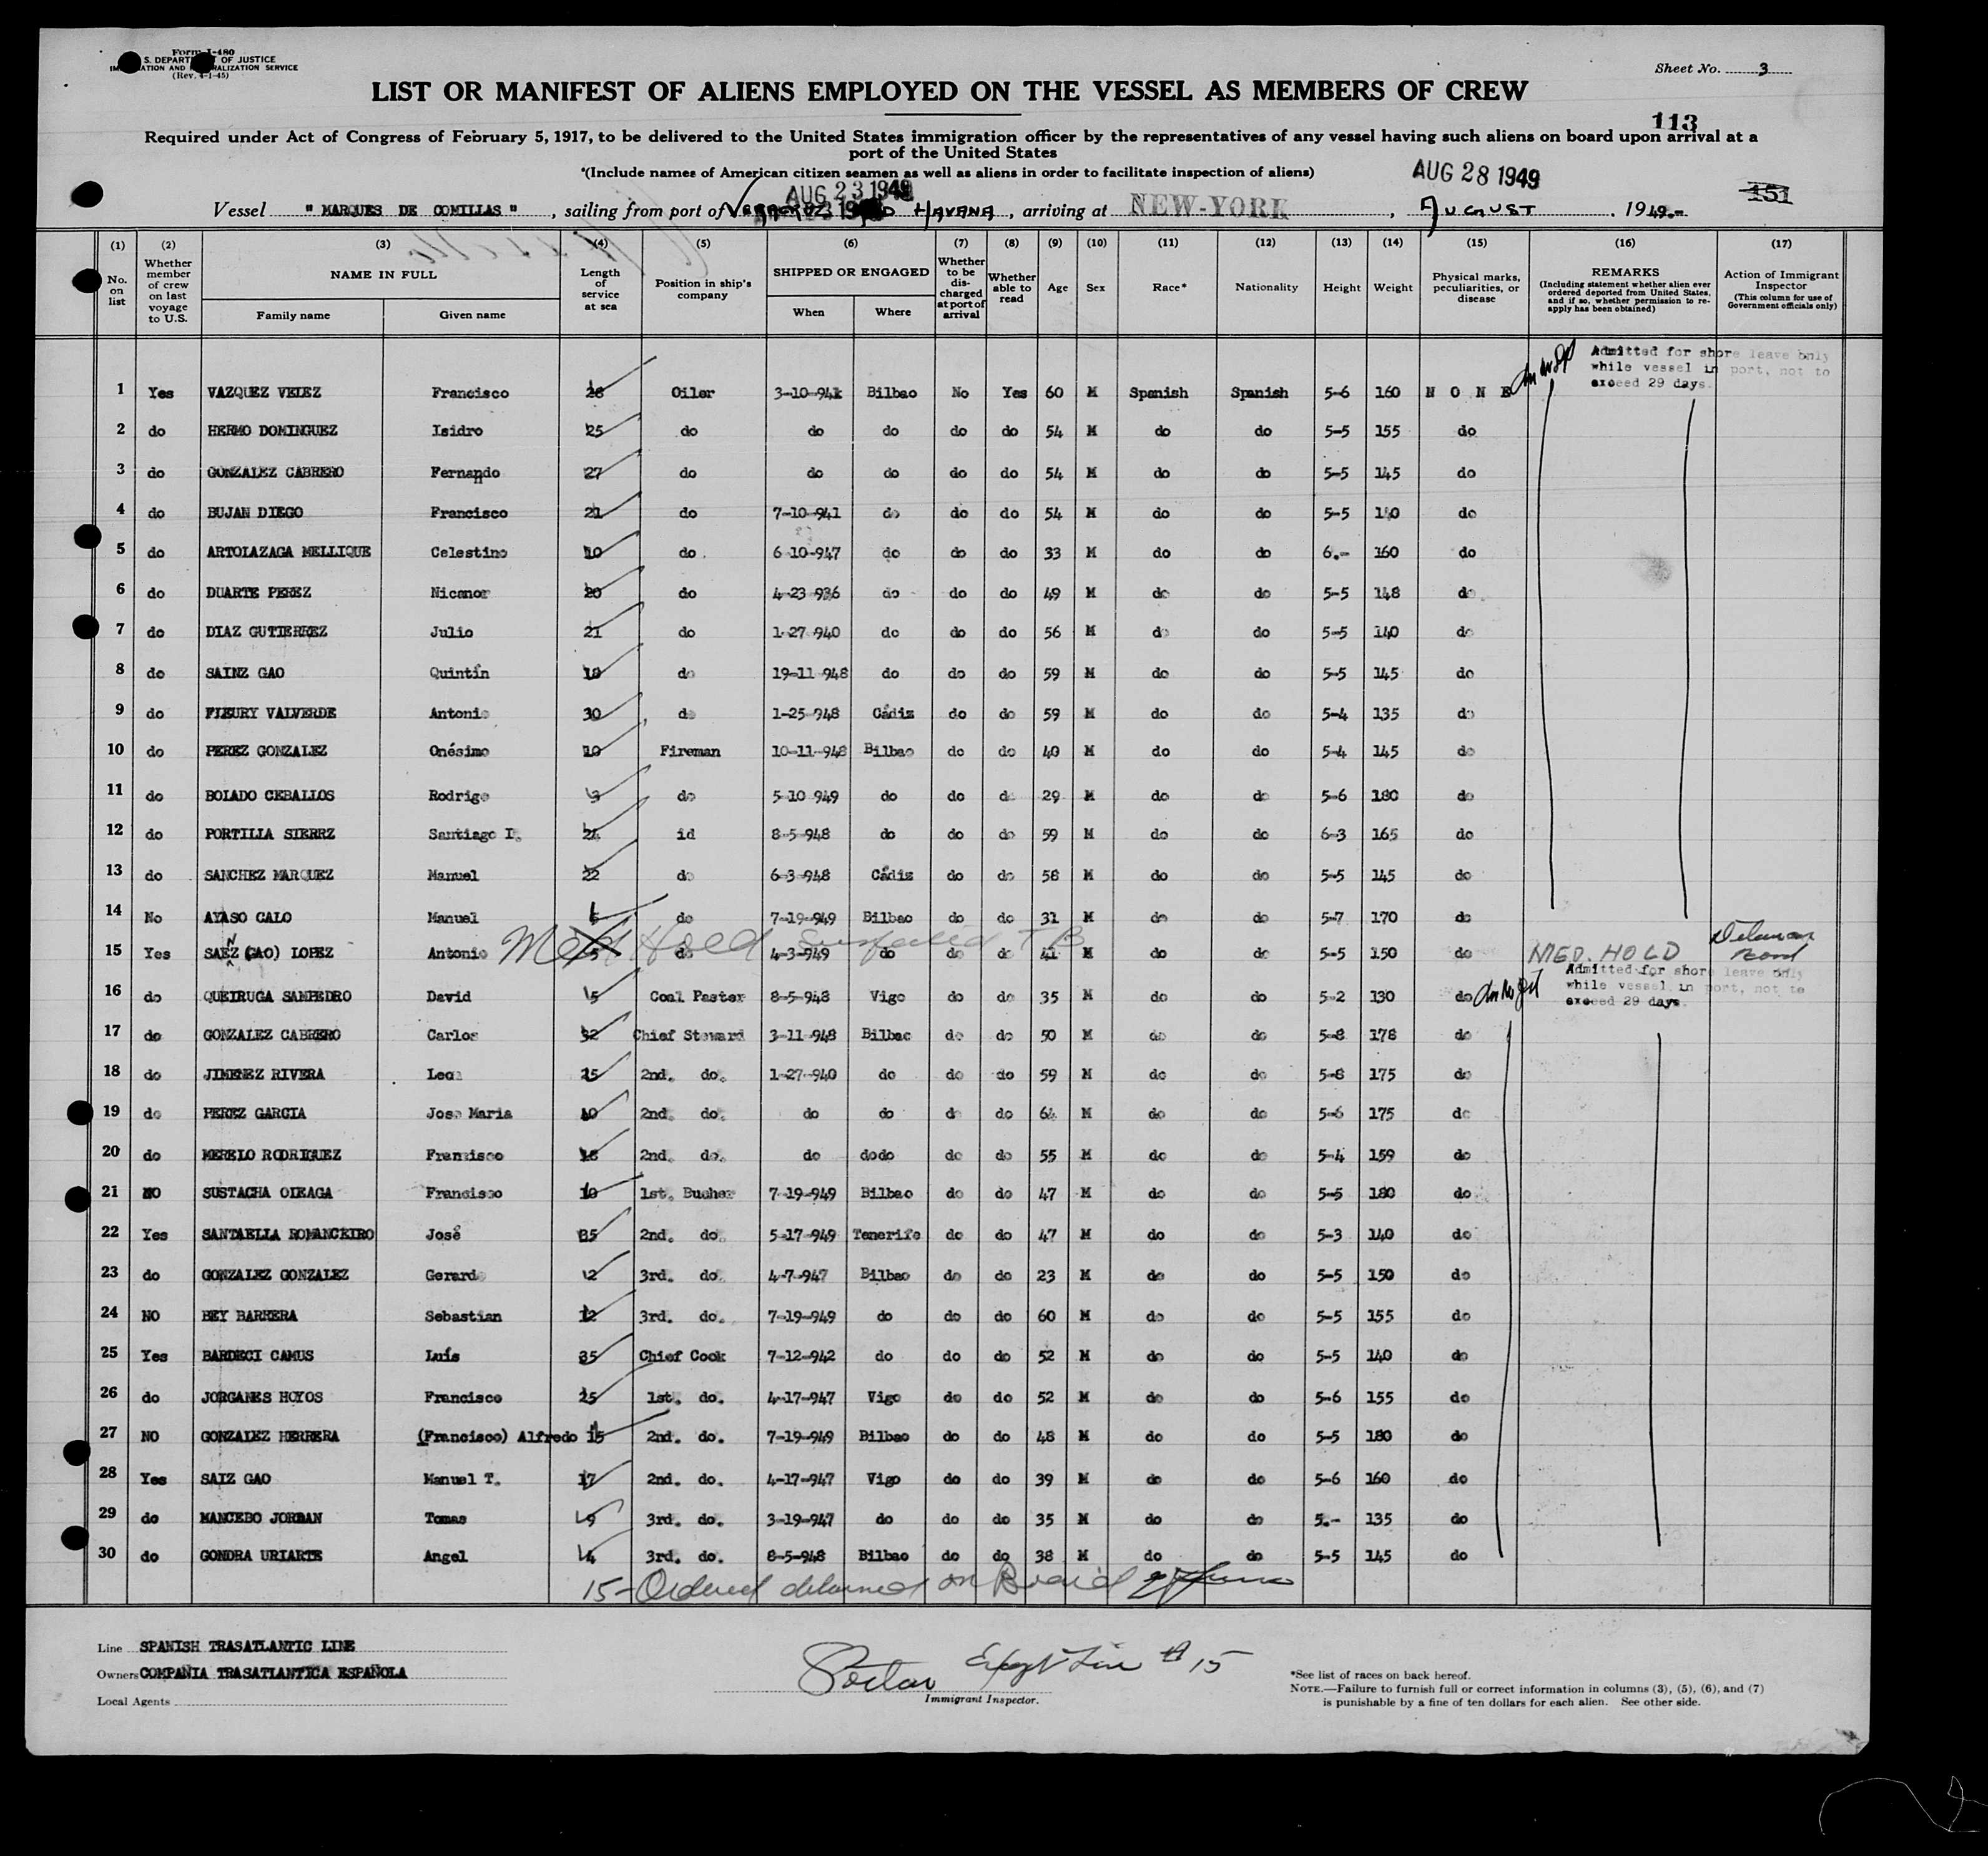 Form I-480
S. DEPARTMENT OF JUSTICE
IMMIGRATION AND NATURALIZATION SERVICE
(Rev. 4-1-45)
Sheet No. 3
LIST OR MANIFEST OF ALIENS EMPLOYED ON THE VESSEL AS MEMBERS OF CREW
113
Required under Act of Congress of February 5, 1917, to be delivered to the United States immigration officer by the representatives of any vessel having such aliens on board upon arrival at a
port of the United States
*(Include names of American citizen seamen as well as aliens in order to facilitate inspection of aliens)
AUG 23 1949
AUG 28 1949
151
Vessel "MARQUES DE COMILLAS", sailing from port of HAVANA, arriving at NEW-YORK, AUGUST, 1949.-
(1) (2) (3) (4) (5) (6) (7) (8) (9) (10) (11) (12) (13) (14) (15) (16) (17)
No. on list
Whether member of crew on last voyage to U.S.
NAME IN FULL
Family name Given name
Length of service at sea
Position in ship's company
SHIPPED OR ENGAGED
When Where
Whether to be discharged at port of arrival
Whether able to read
Age
Sex
Race*
Nationality
Height
Weight
Physical marks, peculiarities, or disease
REMARKS
(Including statement whether alien ever ordered deported from United States, and if so, whether permission to re-apply has been obtained)
Action of Immigrant Inspector
(This column for use of Government officials only)
Admitted for shore leave only
while vessel in port, not to
exceed 29 days.
1 Yes VAZQUEZ VELEZ Francisco 26 Oiler 3-10-941 Bilbao No Yes 60 M Spanish Spanish 5-6 160 N O N E
2 do HERMO DOMINGUEZ Isidro 25 do do do do do 54 M do do 5-5 155 do
3 do GONZALEZ CABRERO Fernando 27 do do do do do 54 M do do 5-5 145 do
4 do BUJAN DIEGO Francisco 21 do 7-10-941 do do do 54 M do do 5-5 140 do
5 do ARTOLAZAGA MELLIQUE Celestino 10 do. 6 10-947 do do do 33 M do do 6.- 160 do
6 do DUARTE PEREZ Nicanor 20 do 4-23 936 do do do 49 M do do 5-5 148 do.
7 do DIAZ GUTIERREZ Julio 21 do 1-27 940 do do do 56 M do do 5-5 140 do
8 do SAINZ GAO Quintín do 19-11 948 do do do 59 M do do 5-5 145 do
9 do FLEURY VALVERDE Antonio 30 do 1-25 948 Cádiz do do 59 M do do 5-4 135 do
10 do PEREZ GONZALEZ Onésimo 10 Fireman 10-11-948 Bilbao do do 40 M do do 5-4 145 do
11 do BOLADO CEBALLOS Rodrigo 3 do 5-10 949 do do do 29 M do do 5-6 180 do
12 do PORTILLA SIERRZ Santiago I. id 8-5-948 do do do 59 M do do 6-3 165 do
13 do SANCHEZ MARQUEZ Manuel 22 do 6-3-948 Cádiz do do 58 M do do 5-5 145 do
14 No AYASO CALO Manuel do 7-19-949 Bilbao do do 31 M do do 5-7 170 do
Med Hold T B
15 Yes SAEZ (GAO) LOPEZ Antonio 5 do 4-3-949 do do do 41 M do do 5-5 150 do MED. HOLD
Admitted for shore leave only
while vessel in port, not to
exceed 29 days.
16 do QUEIRUGA SAMPEDRO David 5 Coal Paster 8-5-948 Vigo do do 35 M do do 5-2 130 do
17 do GONZALEZ CABRERO Carlos 32 Chief Steward 3-11-948 Bilbao do do 50 M do do 5-8 178 do
18 do JIMENEZ RIVERA 2nd. do. 1-27-940 do do do 59 M do do 5-8 175 do
19 do PEREZ GARCIA Jose Maria 2nd. do. do do do do 64 M do do 5-6 175 do
20 do MERELO RODRIGUEZ Francisco 2nd. do. do dodo do do 55 M do do 5-4 159 do
21 NO SUSTACHA OLEAGA Francisco 10 1st. Bucher 7-19-949 Bilbao do do 47 M do do 5-5 180 do
22 Yes SANTAELLA ROMANCEIRO José 35 2nd. do. 5-17-949 Tenerife do do 47 M do do 5-3 140 do
23 do GONZALEZ GONZALEZ Gerardo 2 3rd. do. 4-7-947 Bilbao do do 23 M do do 5-5 150 do
24 NO BEY BARRERA Sebastian 12 3rd. do. 7-19-949 do do do 60 M do do 5-5 155 do
25 Yes BARDECI CAMUS Luís 35 Chief Cook 7-12-942 do do do 52 M do do 5-5 140 do
26 do JORGANES HOYOS Francisco 25 1st. do. 4-17-947 Vigo do do 52 M do do 5-6 155 do
27 NO GONZALEZ HERRERA (Francisco) Alfredo 15 2nd. do. 7-19-949 Bilbao do do 48 M do do 5-5 180 do
28 Yes SAIZ GAO Manuel T. 17 2nd. do. 4-17-947 Vigo do do 39 M do do 5-6 160 do
29 do MANCEBO JORDAN Tomas 9 3rd. do. 3-19-947 do do do 35 M do do 5.- 135 do
30 do GONDRA URIARTE Angel 4 3rd. do. 8-5-948 Bilbao do do 38 M do do 5-5 145 do
15-Ordered detained on Board
Line SPANISH TRASATLANTIC LINE
Owners COMPAÑIA TRASATLANTICA ESPAÑOLA
Local Agents
Except Line # 15
Immigrant Inspector.
*See list of races on back hereof.
NOTE.—Failure to furnish full or correct information in columns (3), (5), (6), and (7)
is punishable by a fine of ten dollars for each alien. See other side.